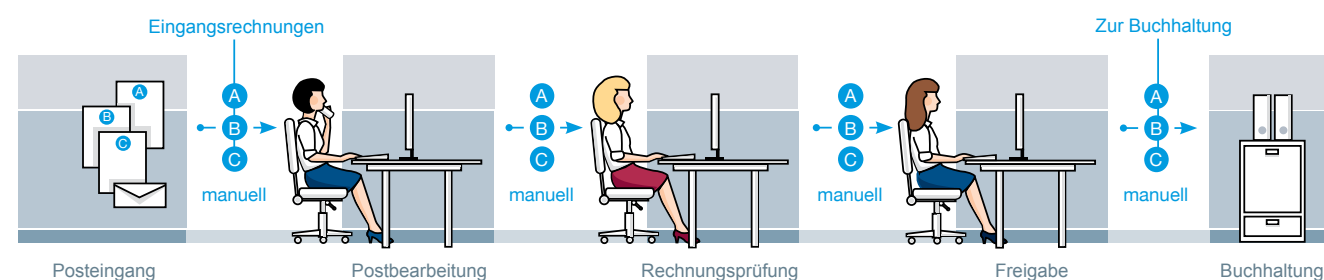 Eingangsrechnungen
Zur Buchhaltung
A
B
C
A
B
C
manuell
A
B
C
manuell
A
B
C
manuell
A
B
C
manuell
Posteingang
Postbearbeitung
Rechnungsprüfung
Freigabe
Buchhaltung